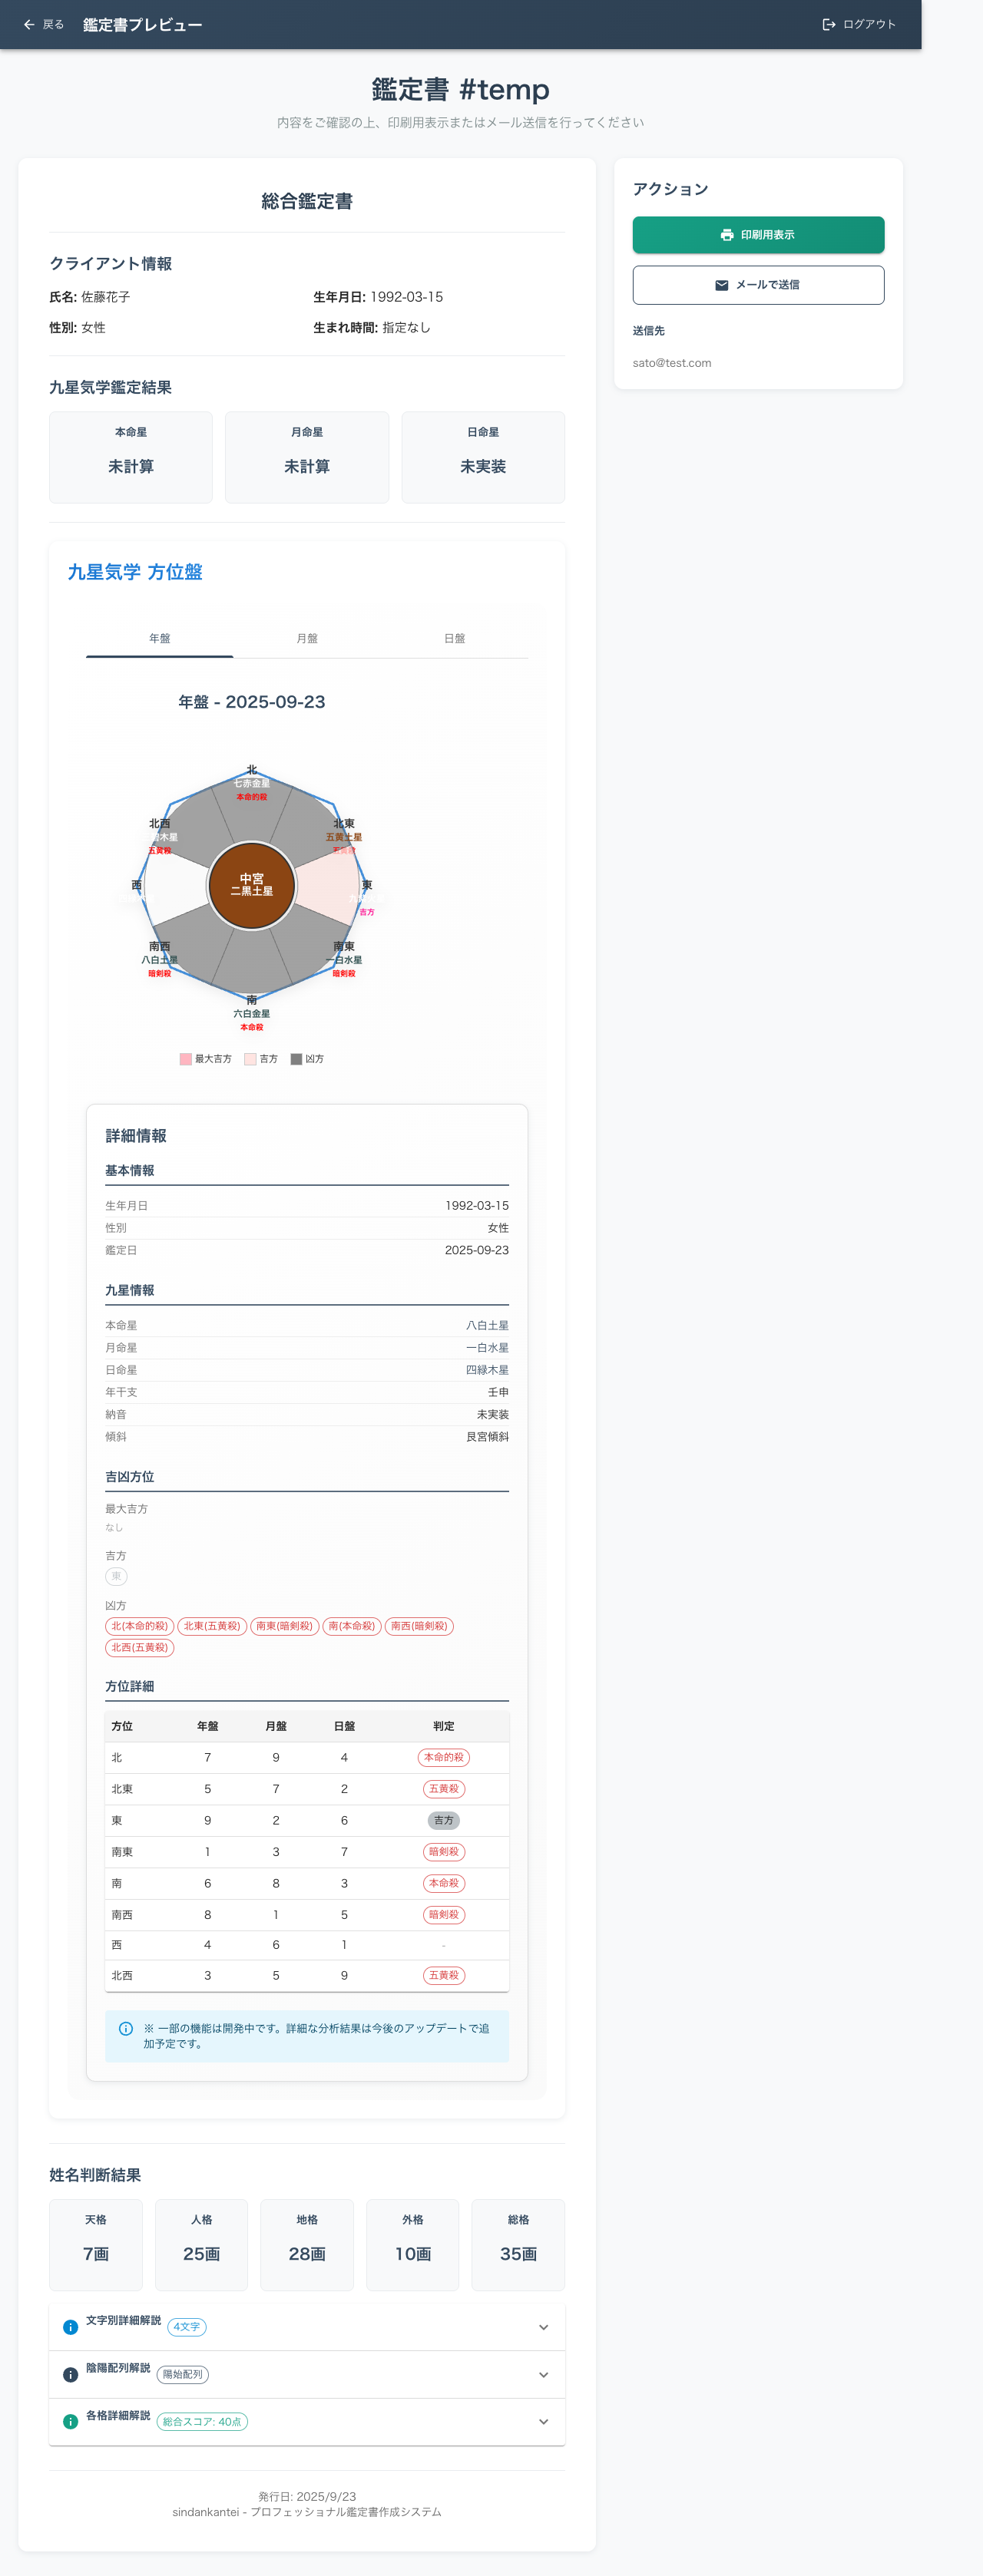 戻る 鑑定書プレビュー ログアウト
鑑定書 #temp
内容をご確認の上、印刷用表示またはメール送信を行ってください
総合鑑定書
クライアント情報
氏名: 佐藤花子 生年月日: 1992-03-15
性別: 女性 生まれ時間: 指定なし
九星気学鑑定結果
本命星 月命星 日命星
未計算 未計算 未実装
九星気学 方位盤
年盤 月盤 日盤
年盤 - 2025-09-23
北
七赤金星
本命的殺
北西
木星
五黄殺
北東
五黄土星
五黄殺
西
中宮
二黒土星
東
吉方
南西
八白土星
暗剣殺
南東
一白水星
暗剣殺
南
六白金星
本命殺
最大吉方 吉方 凶方
詳細情報
基本情報
生年月日 1992-03-15
性別 女性
鑑定日 2025-09-23
九星情報
本命星 八白土星
月命星 一白水星
日命星 四緑木星
年干支 壬申
納音 未実装
傾斜 艮宮傾斜
吉凶方位
最大吉方
なし
吉方
東
凶方
北(本命的殺) 北東(五黄殺) 南東(暗剣殺) 南(本命殺) 南西(暗剣殺)
北西(五黄殺)
方位詳細
方位 年盤 月盤 日盤 判定
北 7 9 4 本命的殺
北東 5 7 2 五黄殺
東 9 2 6 吉方
南東 1 3 7 暗剣殺
南 6 8 3 本命殺
南西 8 1 5 暗剣殺
西 4 6 1 -
北西 3 5 9 五黄殺
※ 一部の機能は開発中です。詳細な分析結果は今後のアップデートで追
加予定です。
姓名判断結果
天格 人格 地格 外格 総格
7画 25画 28画 10画 35画
文字別詳細解説 4文字
陰陽配列解説 陽始配列
各格詳細解説 総合スコア: 40点
発行日: 2025/9/23
sindankantei - プロフェッショナル鑑定書作成システム
アクション
印刷用表示
メールで送信
送信先
sato@test.com